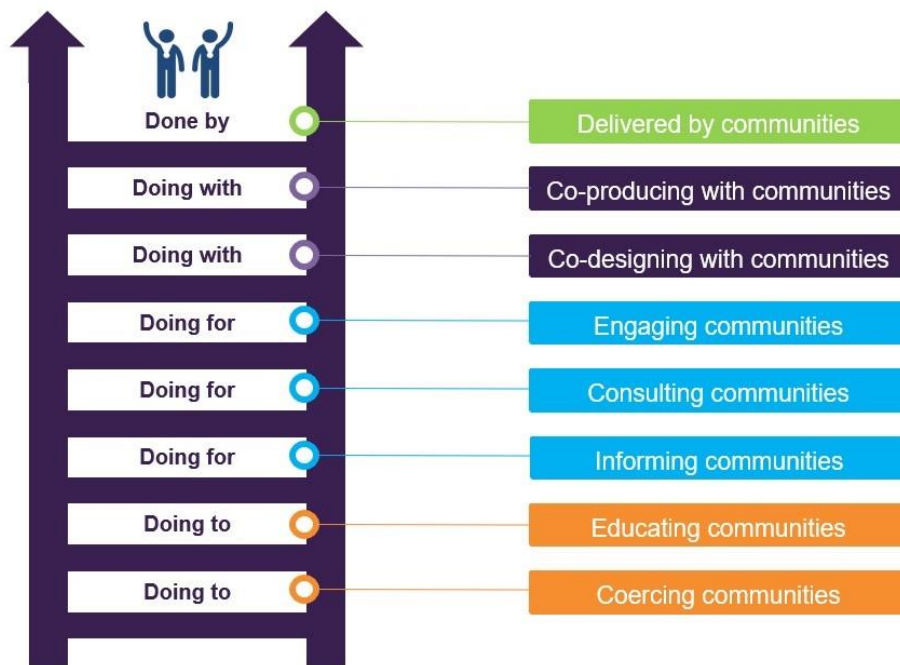 Done by
Delivered by communities
Doing with
Co-producing with communities
Doing with
Co-designing with communities
Doing for
Engaging communities
Doing for
Consulting communities
Doing for
Informing communities
Doing to
Educating communities
Doing to
Coercing communities